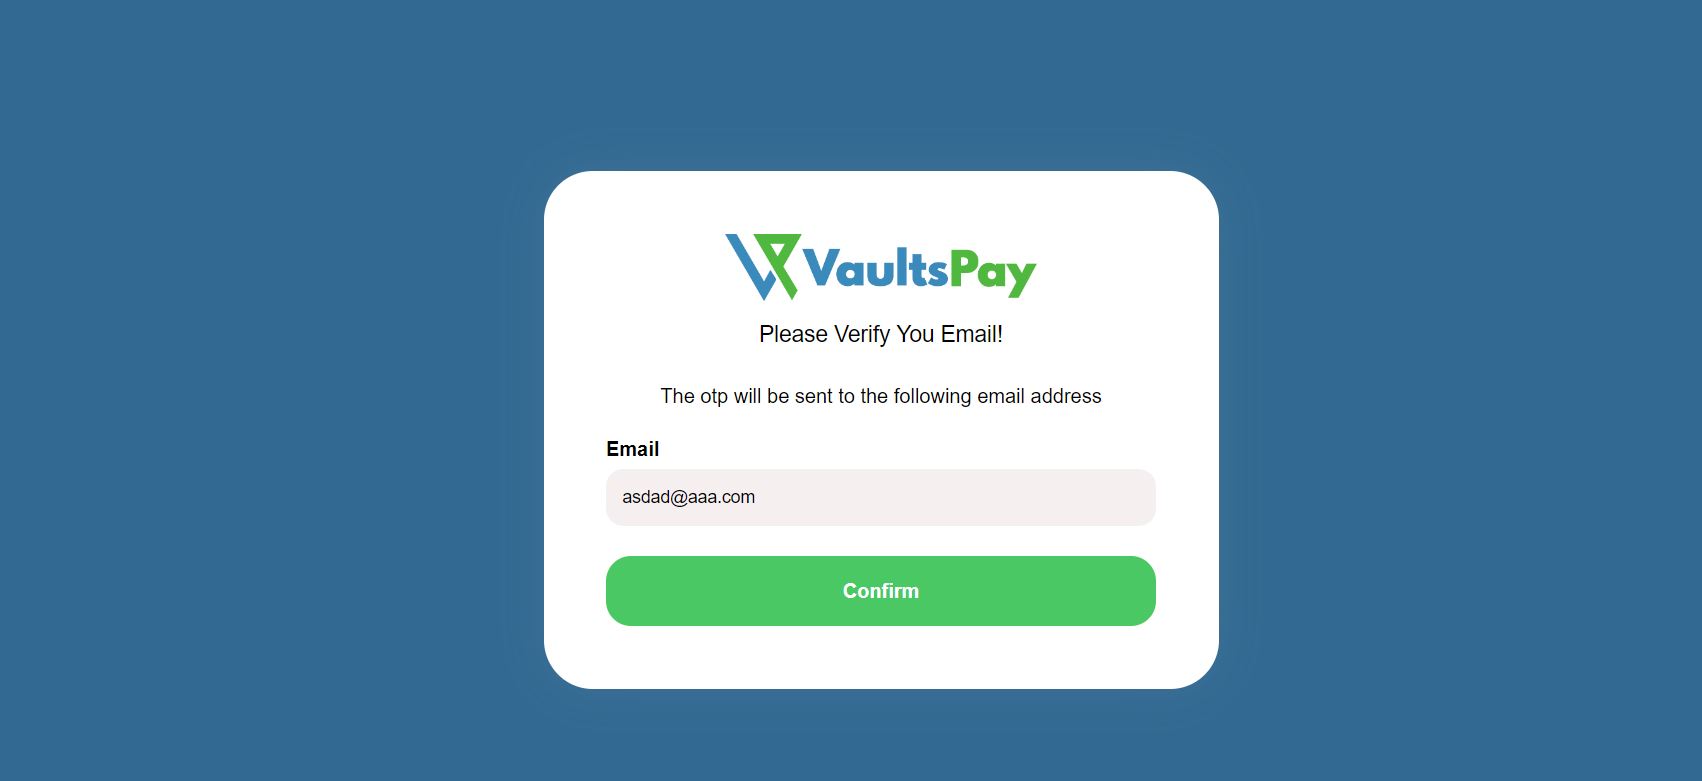 VaultsPay
Please Verify You Email!
The otp will be sent to the following email address
Email
asdad@aaa.com
Confirm